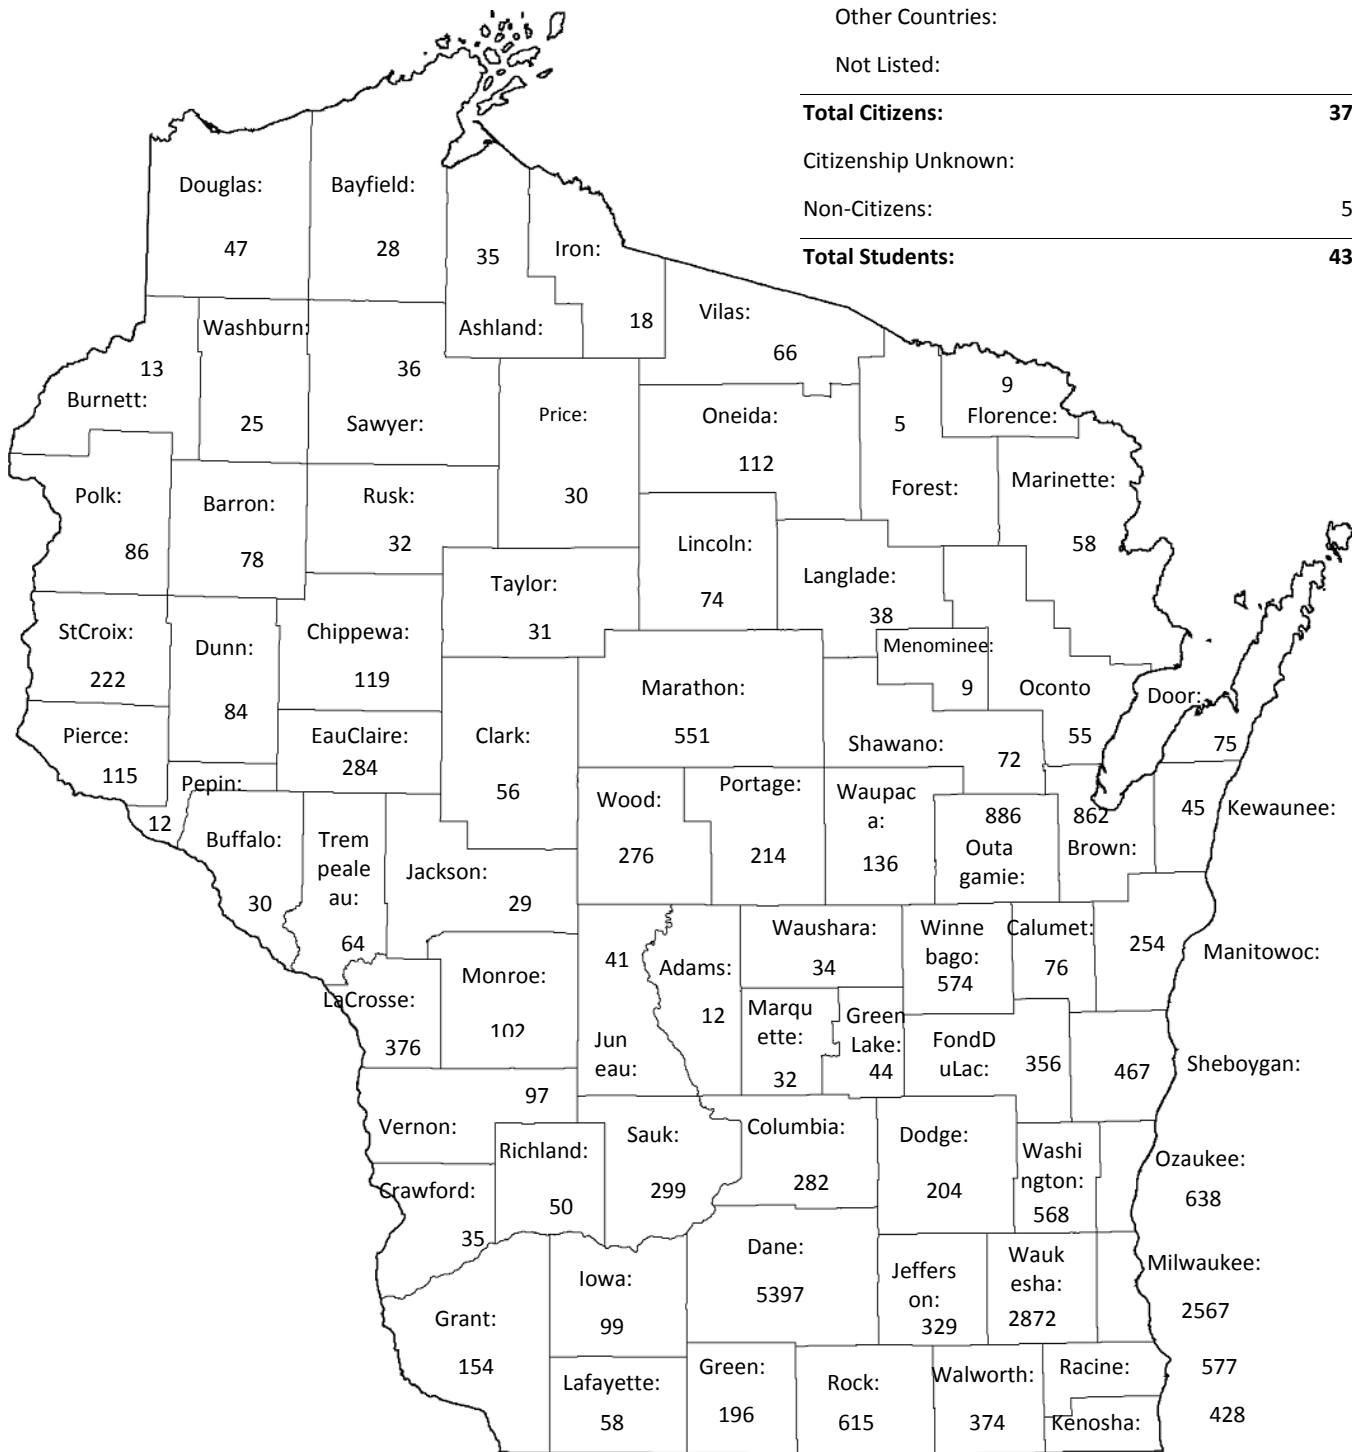 Other Countries:
Not Listed:
Total Citizens: 37
Citizenship Unknown:
Non-Citizens: 5
Total Students: 43
Douglas:
47
Bayfield:
28
35
Ashland:
Iron:
18
Vilas:
66
Washburn:
25
13
Burnett:
36
Sawyer:
Price:
30
Oneida:
112
5
Forest:
9
Florence:
Marinette:
58
Polk:
86
Barron:
78
Rusk:
32
Lincoln:
74
Langlade:
38
Taylor:
31
StCroix:
222
Dunn:
84
Chippewa:
119
Menominee:
9
Marathon:
551
Oconto
55
Door:
75
Pierce:
115
EauClaire:
284
Clark:
56
Shawano:
72
Pepin:
12
Wood:
276
Portage:
214
Waupac
a:
136
886
Outa
gamie:
862
Brown:
45
Kewaunee:
Buffalo:
30
Trem
peale
au:
64
Jackson:
29
41
Jun
eau:
Adams:
12
Waushara:
34
Winne
bago:
574
Calumet:
76
254
Manitowoc:
LaCrosse:
376
Monroe:
102
Marqu
ette:
32
Green
Lake:
44
FondD
uLac:
356
467
Sheboygan:
97
Vernon:
Richland:
50
Sauk:
299
Columbia:
282
Dodge:
204
Washi
ngton:
568
Ozaukee:
638
Crawford:
35
Grant:
154
Iowa:
99
Dane:
5397
Jeffers
on:
329
Wauk
esha:
2872
Milwaukee:
2567
Lafayette:
58
Green:
196
Rock:
615
Walworth:
374
Racine:
577
Kenosha:
428